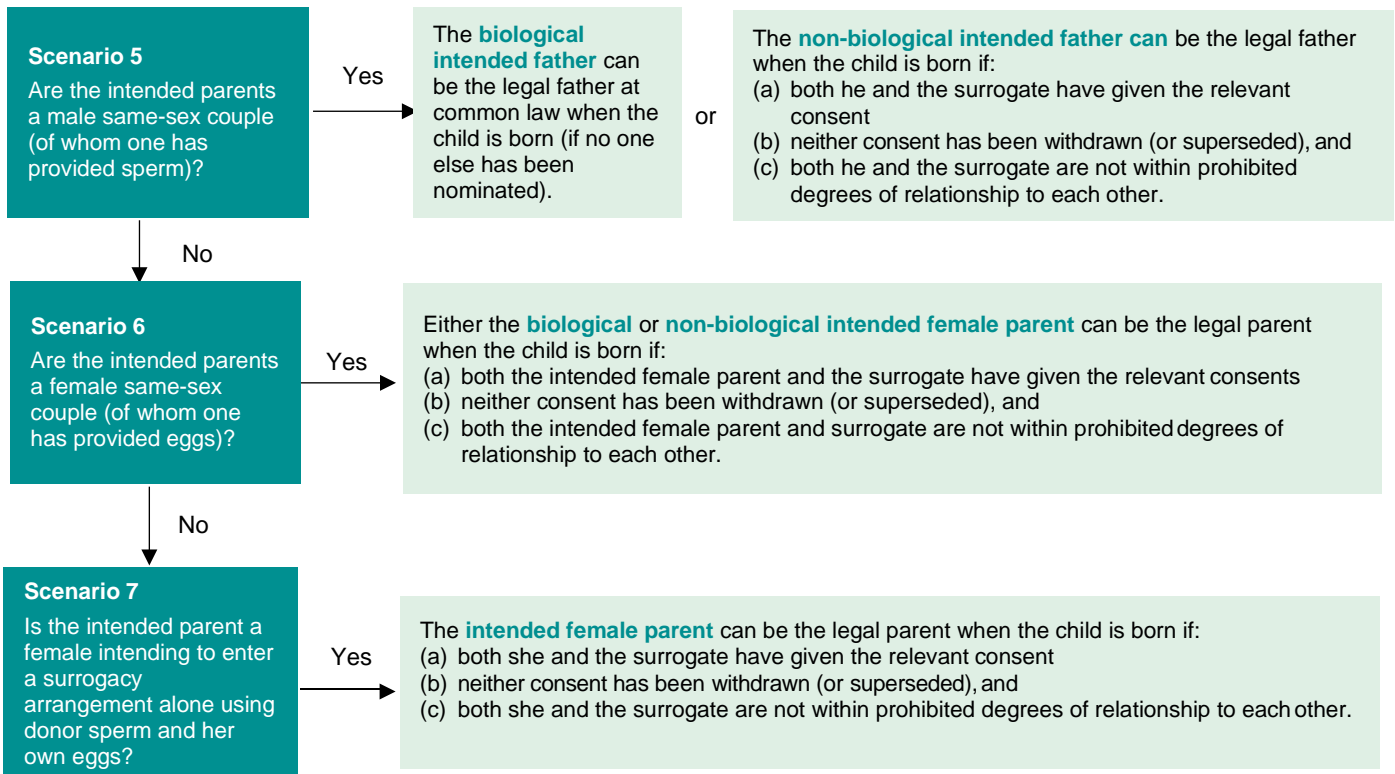 Scenario 5
Are the intended parents
a male same-sex couple
(of whom one has
provided sperm)?
Yes
The biological
intended father can
be the legal father at
common law when the
child is born (if no one
else has been
nominated).
or
The non-biological intended father can be the legal father
when the child is born if:
(a) both he and the surrogate have given the relevant
consent
(b) neither consent has been withdrawn (or superseded), and
(c) both he and the surrogate are not within prohibited
degrees of relationship to each other.
No
Scenario 6
Are the intended parents
a female same-sex
couple (of whom one
has provided eggs)?
Yes
Either the biological or non-biological intended female parent can be the legal parent
when the child is born if:
(a) both the intended female parent and the surrogate have given the relevant consents
(b) neither consent has been withdrawn (or superseded), and
(c) both the intended female parent and surrogate are not within prohibited degrees of
relationship to each other.
No
Scenario 7
Is the intended parent a
female intending to enter
a surrogacy
arrangement alone using
donor sperm and her
own eggs?
Yes
The intended female parent can be the legal parent when the child is born if:
(a) both she and the surrogate have given the relevant consent
(b) neither consent has been withdrawn (or superseded), and
(c) both she and the surrogate are not within prohibited degrees of relationship to each other.